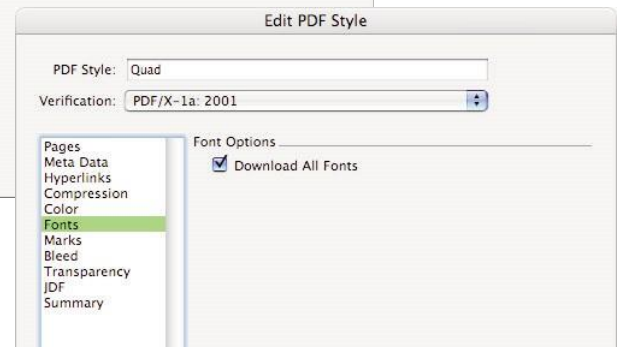 Edit PDF Style
PDF Style: Quad
Verification: PDF/X-1a: 2001
Pages
Meta Data
Hyperlinks
Compression
Color
Fonts
Marks
Bleed
Transparency
JDF
Summary
Font Options
Download All Fonts